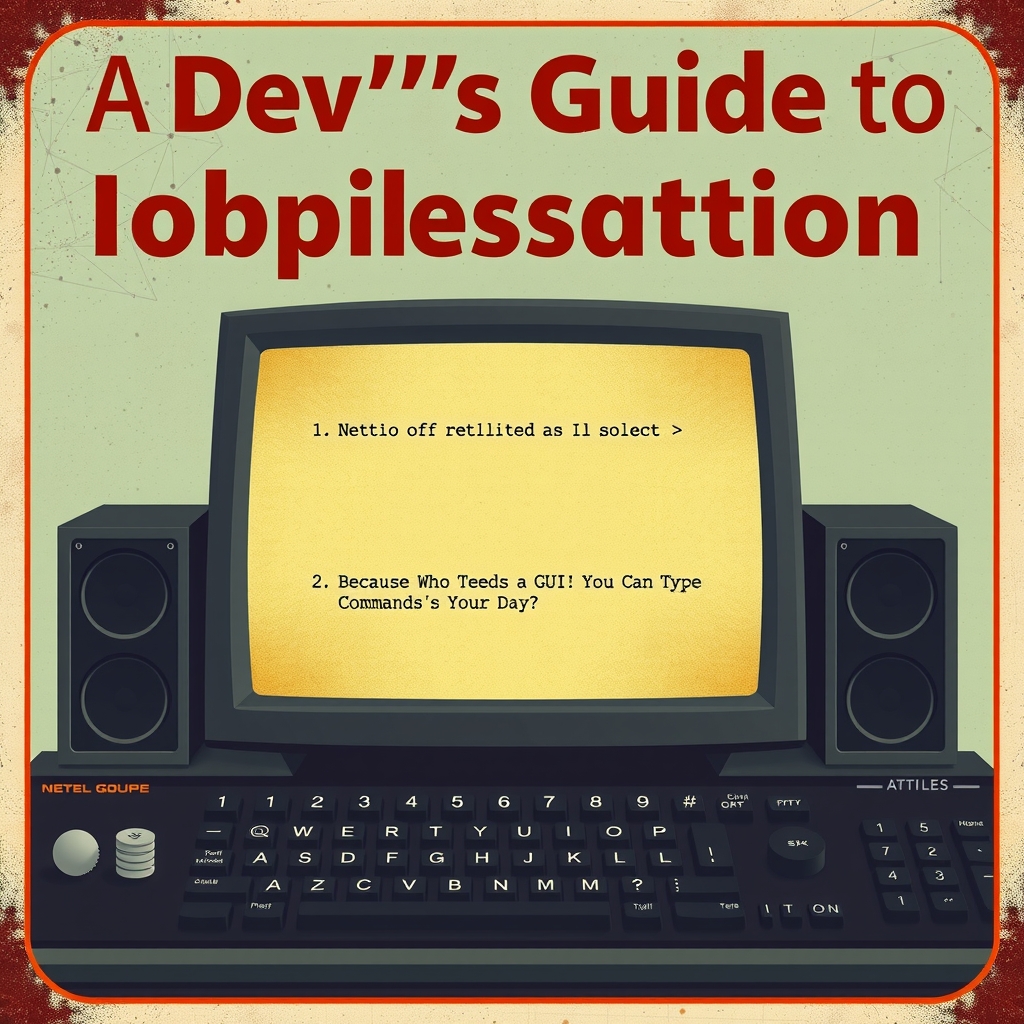 A Dev’’’s Guide to
Iobpilessattion
1. Nettio off retllited as Il solect >
2. Because Who Teeds a GUI! You Can Type
Commands's Your Day?
NETEL GOUPE
ATTILES
1 1 2 3 4 5 6 7 8 9 #
@ W E R T Y U I O P
A S D F G H J K L L !
A Z C V B N M M ?
I T ON
1 5
7 2
4 3
1